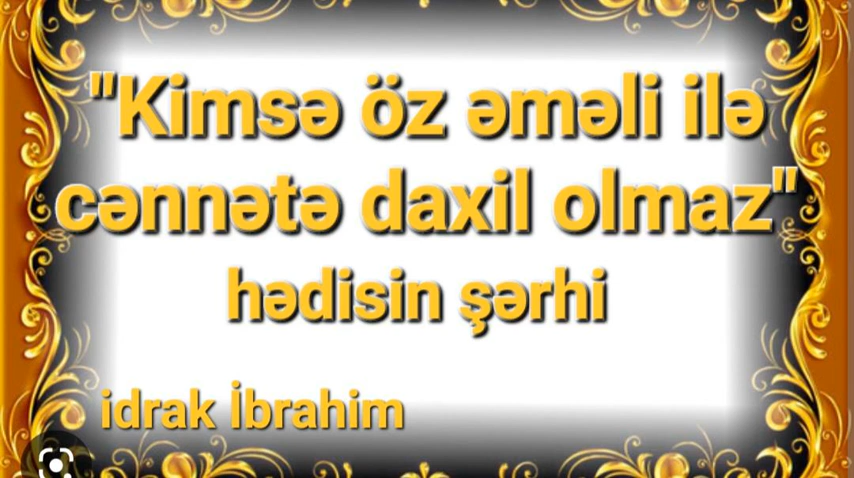 "Kimsə öz əməli ilə
cənnətə daxil olmaz"
hədisin şərhi
idrak İbrahim